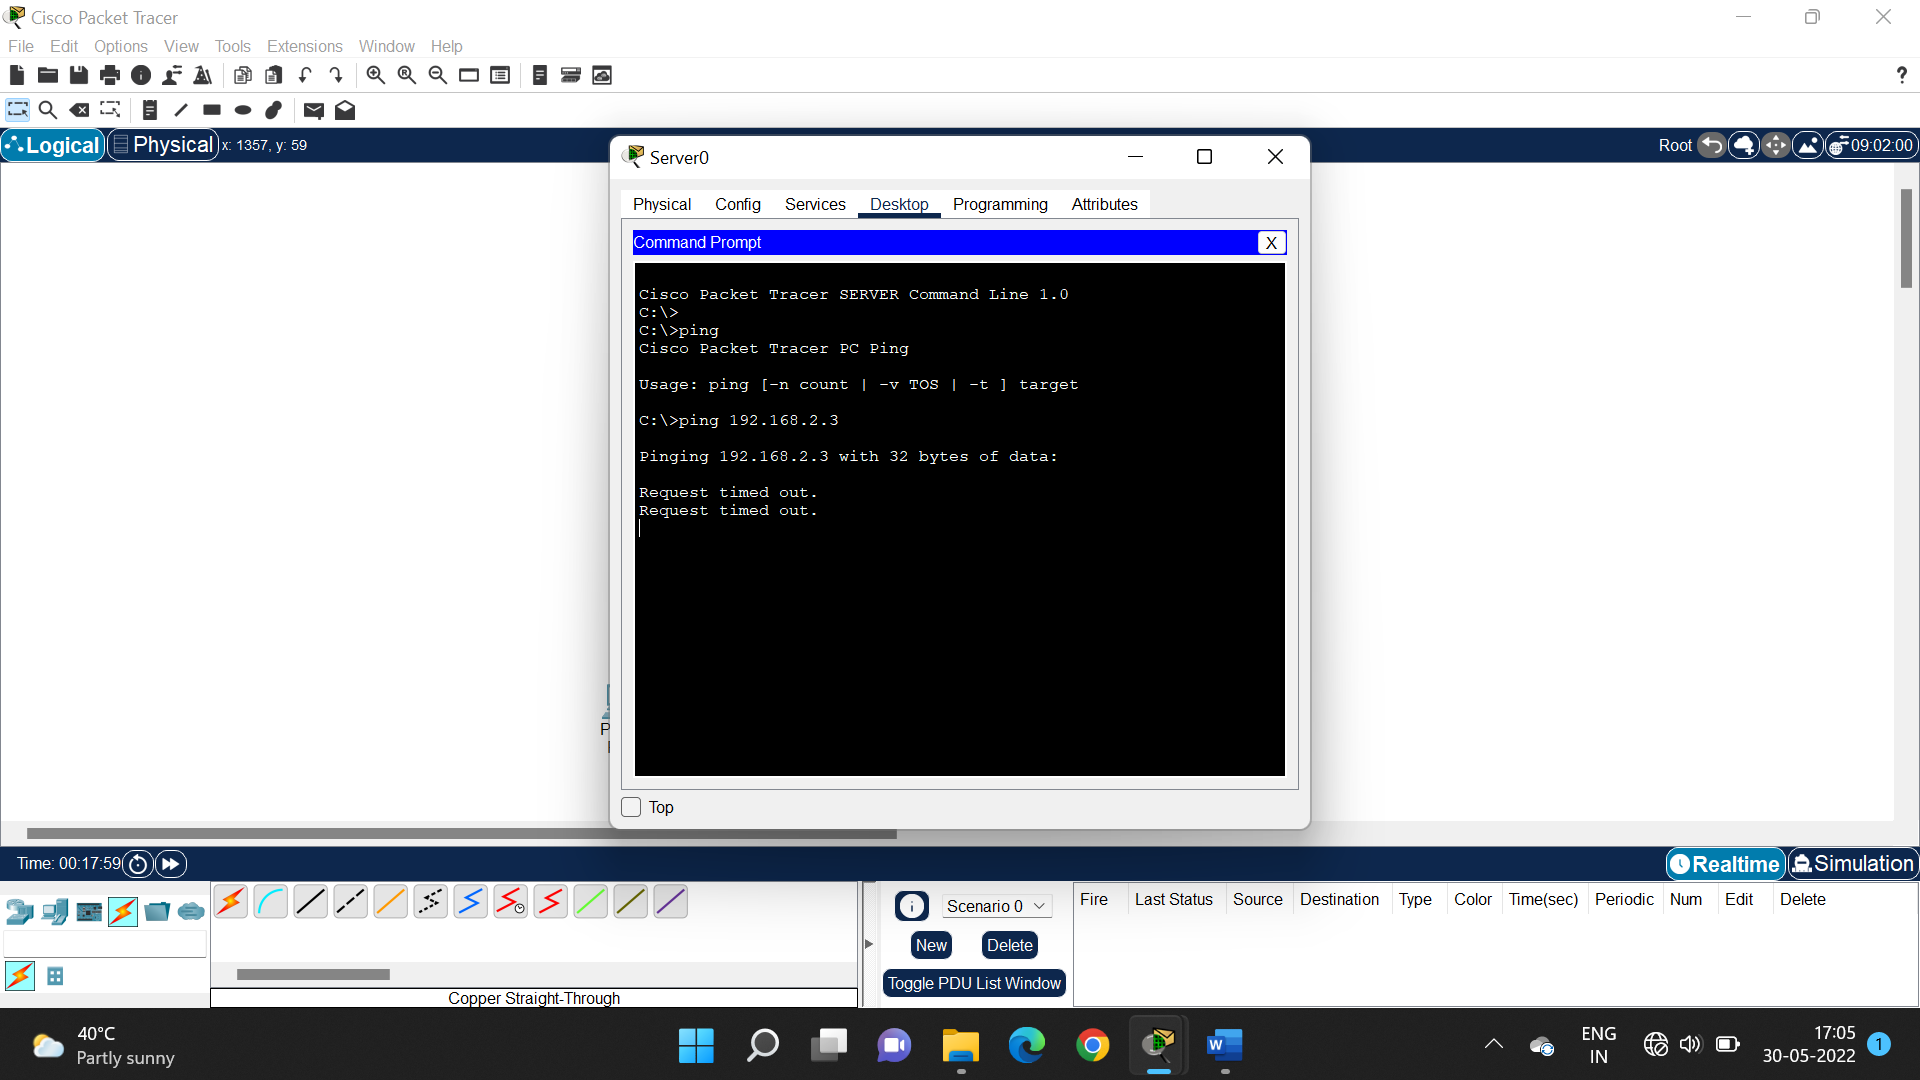 Cisco Packet Tracer
File Edit Options View Tools Extensions Window Help
Logical Physical x: 1357, y: 59 Root 09:02:00
Server0
Physical Config Services Desktop Programming Attributes
Command Prompt X
Cisco Packet Tracer SERVER Command Line 1.0
C:\>
C:\>ping
Cisco Packet Tracer PC Ping
Usage: ping [-n count | -v TOS | -t ] target
C:\>ping 192.168.2.3
Pinging 192.168.2.3 with 32 bytes of data:
Request timed out.
Request timed out.
Top
Time: 00:17:59 Realtime Simulation
Scenario 0
New Delete
Toggle PDU List Window
Fire Last Status Source Destination Type Color Time(sec) Periodic Num Edit Delete
Copper Straight-Through
40°C
Partly sunny
ENG
IN
17:05
30-05-2022
1